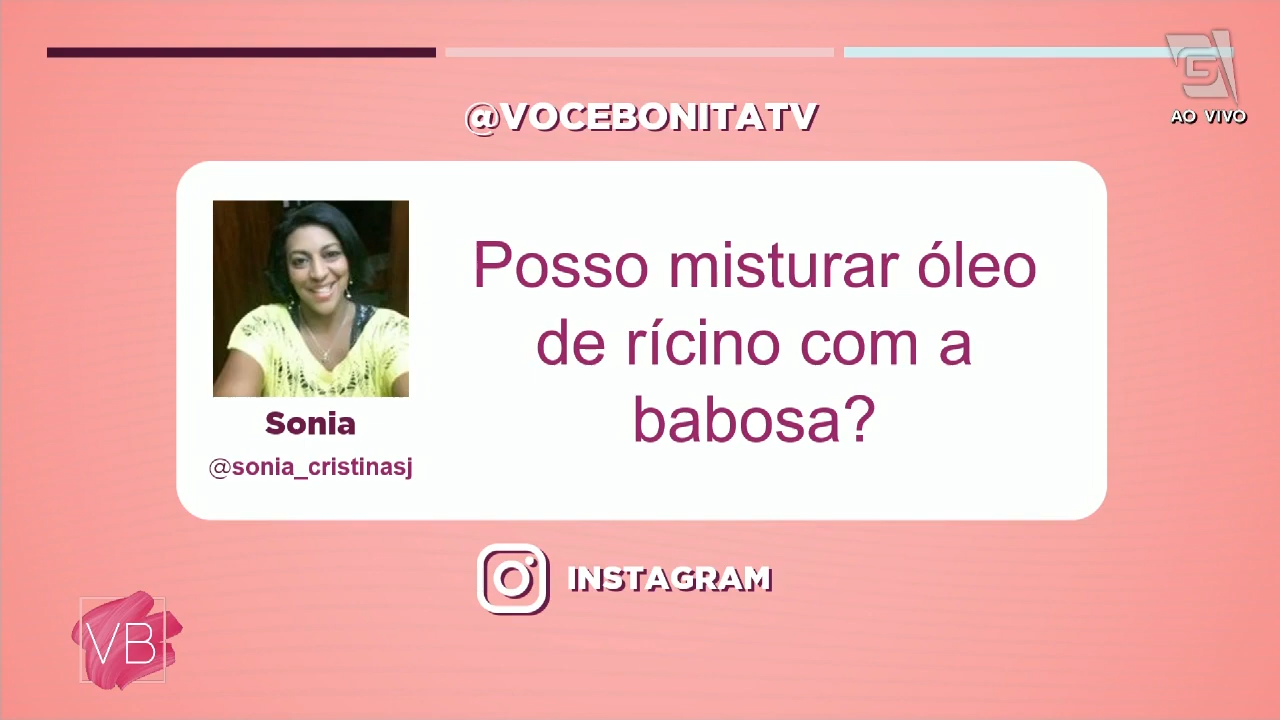 @VOCEBONITATV
AO VIVO
Posso misturar óleo
de rícino com a
babosa?
Sonia
@sonia_cristinasj
INSTAGRAM
VB